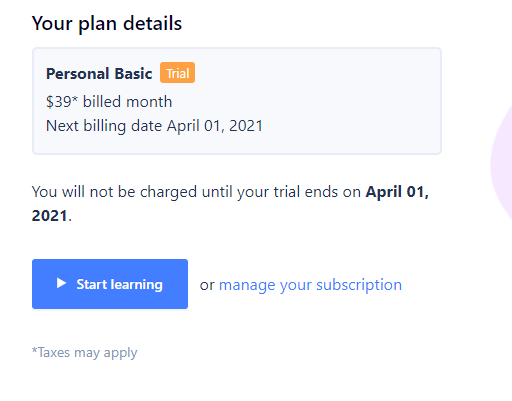 Your plan details
Personal Basic Trial
$39* billed month
Next billing date April 01, 2021
You will not be charged until your trial ends on April 01,
2021.
Start learning or manage your subscription
*Taxes may apply